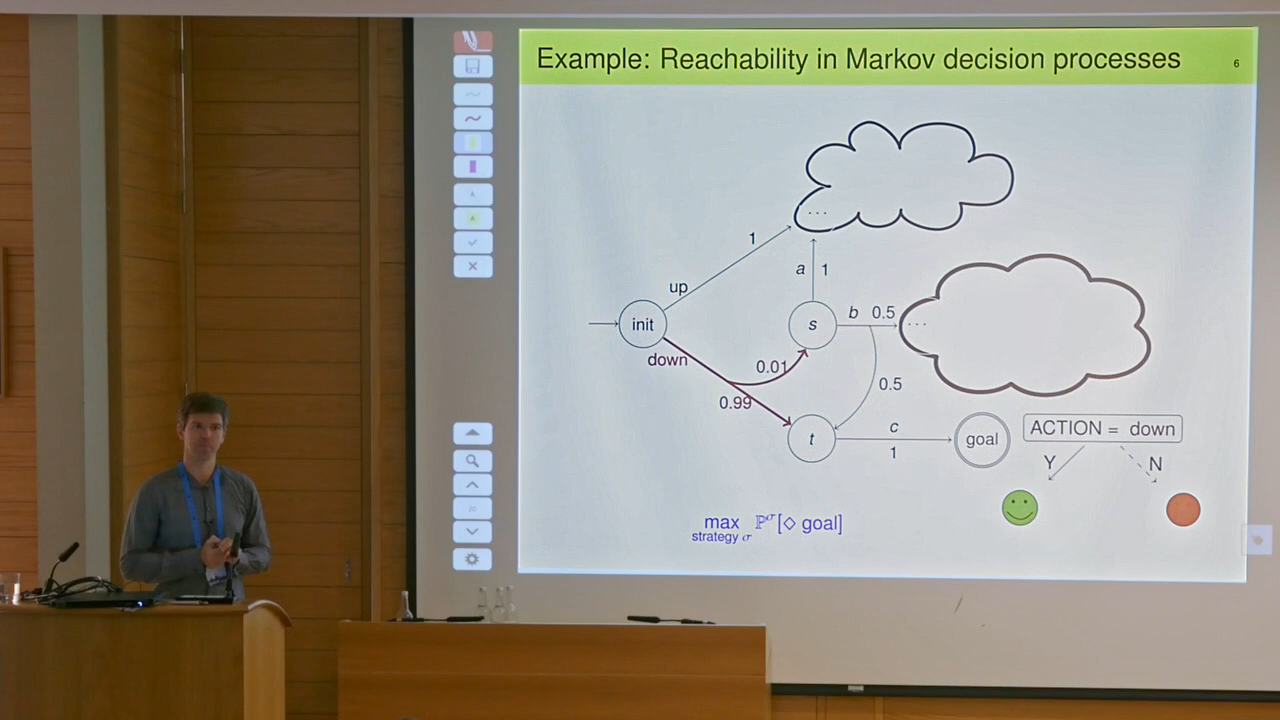 Example: Reachability in Markov decision processes
6
...
1
up
a 1
init
s
b 0.5
...
down
0.01
0.5
0.99
t
c
1
goal
ACTION = down
Y
N
max
strategy σ
ℙ^σ[◇ goal]